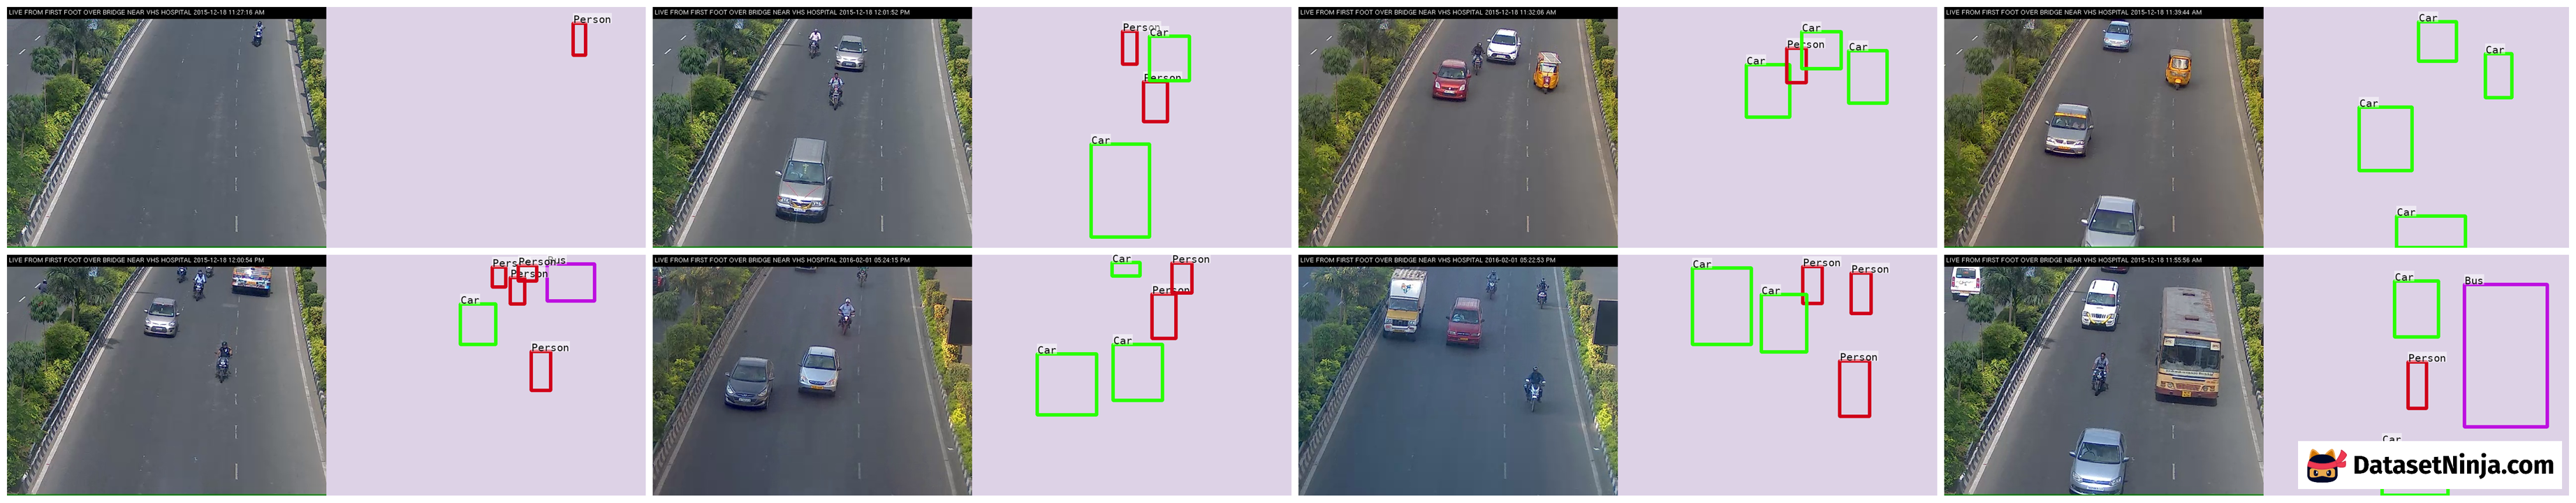 LIVE FROM FIRST FOOT OVER BRIDGE NEAR VHS HOSPITAL 2015-12-18 11:27:16 AM
Person
LIVE FROM FIRST FOOT OVER BRIDGE NEAR VHS HOSPITAL 2015-12-18 12:01:52 PM
Person
Car
Person
Car
LIVE FROM FIRST FOOT OVER BRIDGE NEAR VHS HOSPITAL 2015-12-18 11:32:06 AM
Car
Person
Car
Car
LIVE FROM FIRST FOOT OVER BRIDGE NEAR VHS HOSPITAL 2015-12-18 11:39:44 AM
Car
Car
Car
Car
LIVE FROM FIRST FOOT OVER BRIDGE NEAR VHS HOSPITAL 2015-12-18 12:00:54 PM
Person
Person
Bus
Person
Car
Person
LIVE FROM FIRST FOOT OVER BRIDGE NEAR VHS HOSPITAL 2016-02-01 05:24:15 PM
Car
Person
Person
Car
Car
LIVE FROM FIRST FOOT OVER BRIDGE NEAR VHS HOSPITAL 2016-02-01 05:22:53 PM
Car
Person
Person
Car
Person
LIVE FROM FIRST FOOT OVER BRIDGE NEAR VHS HOSPITAL 2015-12-18 11:55:56 AM
Car
Bus
Person
Car
DatasetNinja.com